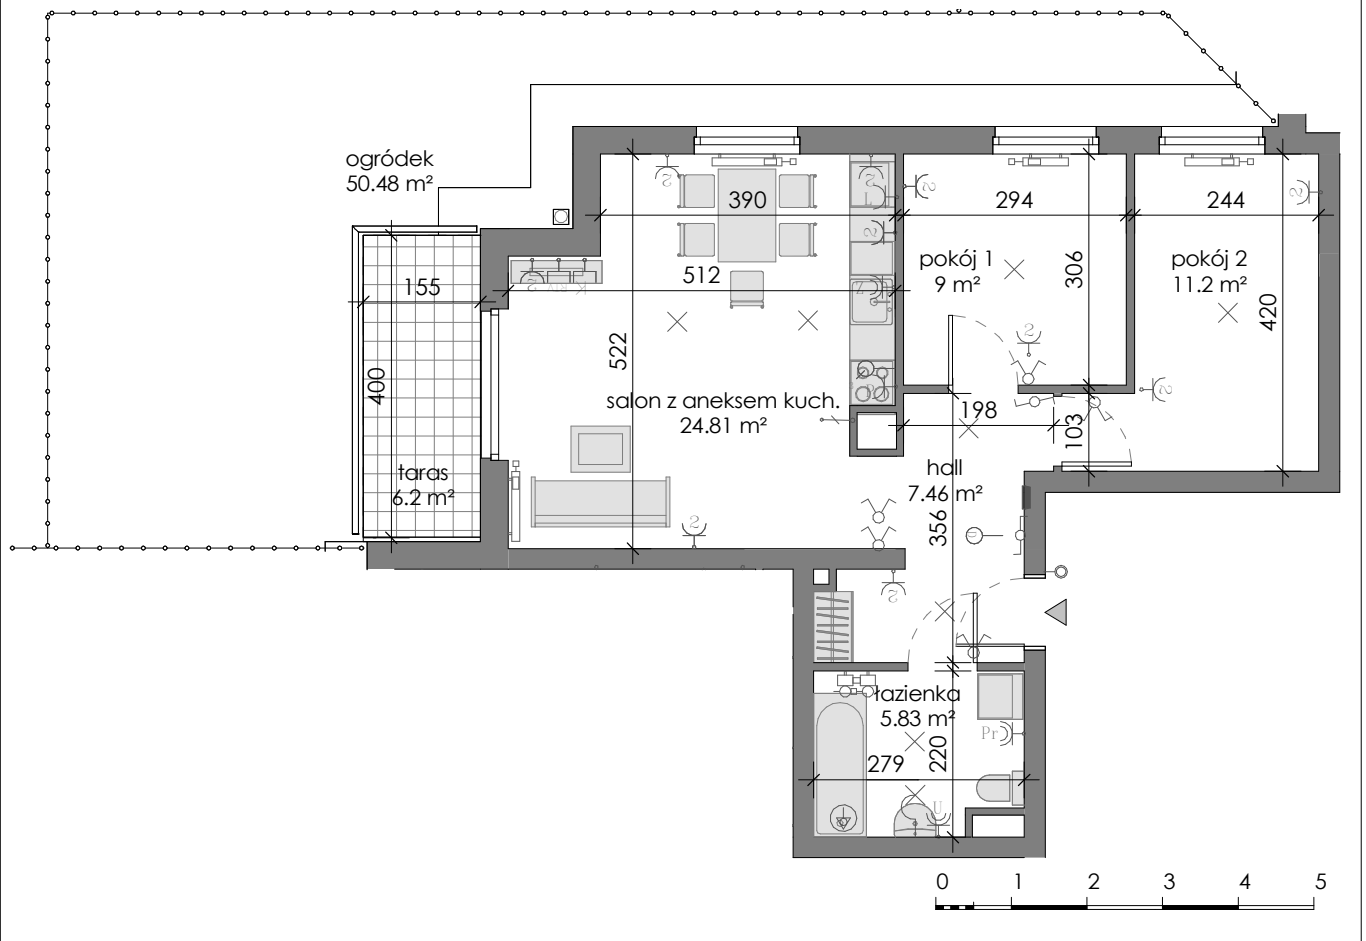 ogródek
50.48 m²
390
294
244
512
155
pokój 1
9 m²
306
pokój 2
11.2 m²
420
522
400
salon z aneksem kuch.
24.81 m²
198
103
taras
6.2 m²
hall
7.46 m²
356
łazienka
5.83 m²
Pr
220
279
U
0 1 2 3 4 5